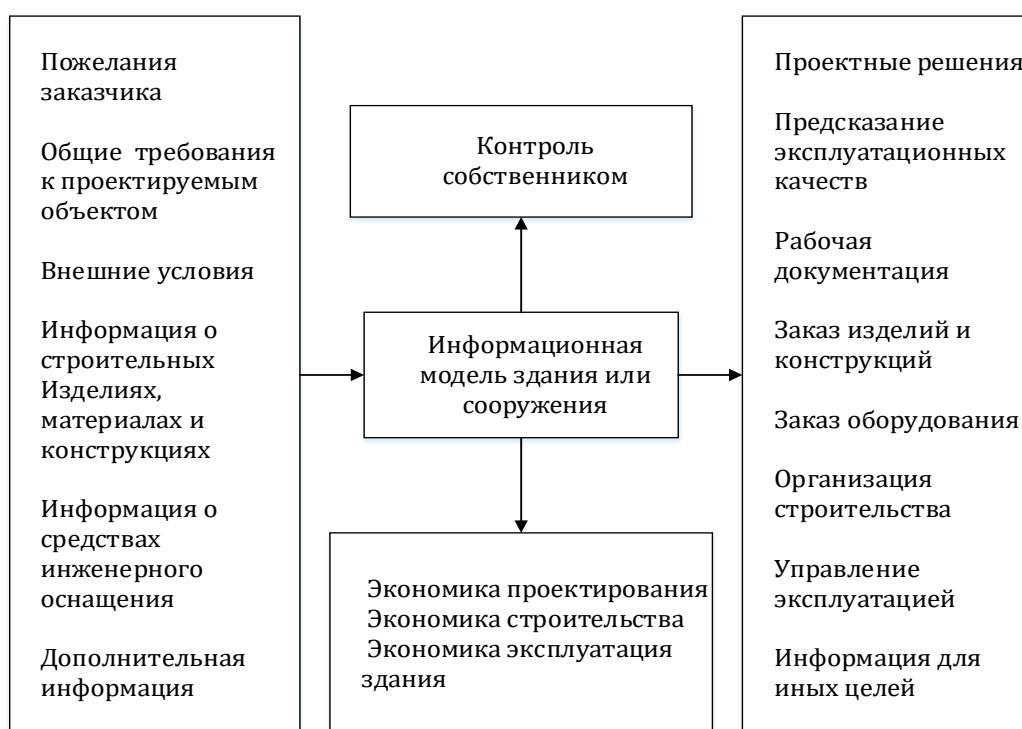 Пожелания
заказчика
Общие требования
к проектируемым
объектом
Внешние условия
Информация о
строительных
Изделиях,
материалах и
конструкциях
Информация о
средствах
инженерного
оснащения
Дополнительная
информация
Контроль
собственником
Информационная
модель здания или
сооружения
Экономика проектирования
Экономика строительства
Экономика эксплуатация
здания
Проектные решения
Предсказание
эксплуатационных
качеств
Рабочая
документация
Заказ изделий и
конструкций
Заказ оборудования
Организация
строительства
Управление
эксплуатацией
Информация для
иных целей